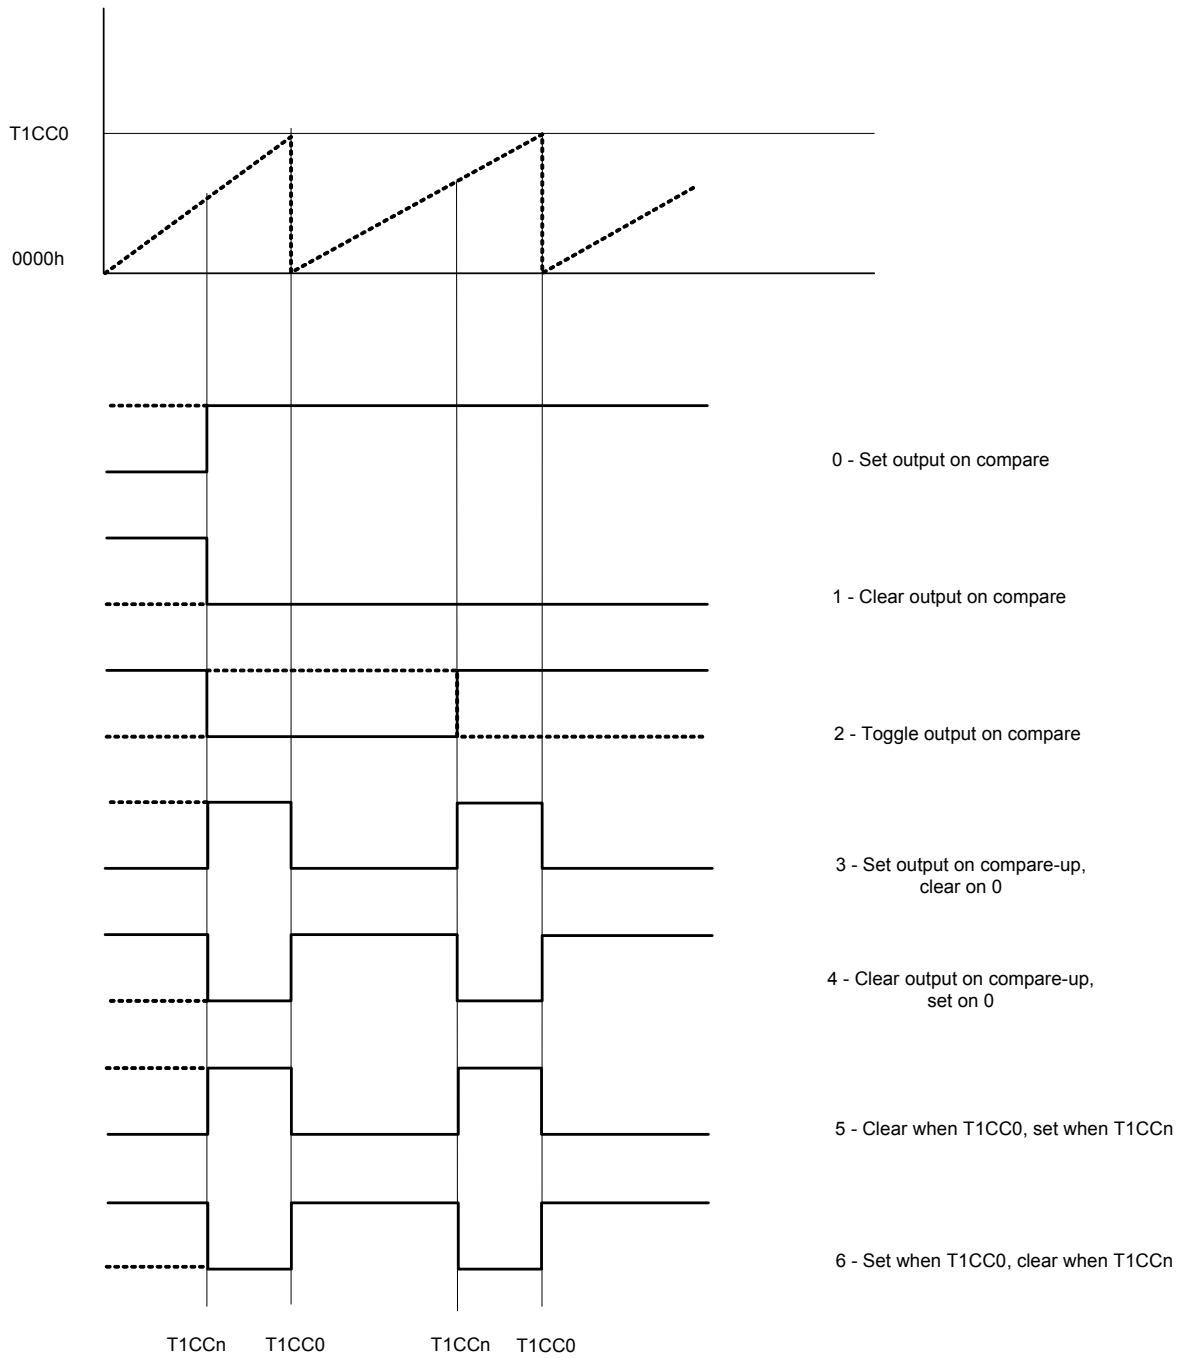 T1CC0
0000h
0 - Set output on compare
1 - Clear output on compare
2 - Toggle output on compare
3 - Set output on compare-up,
clear on 0
4 - Clear output on compare-up,
set on 0
5 - Clear when T1CC0, set when T1CCn
6 - Set when T1CC0, clear when T1CCn
T1CCn T1CC0 T1CCn T1CC0